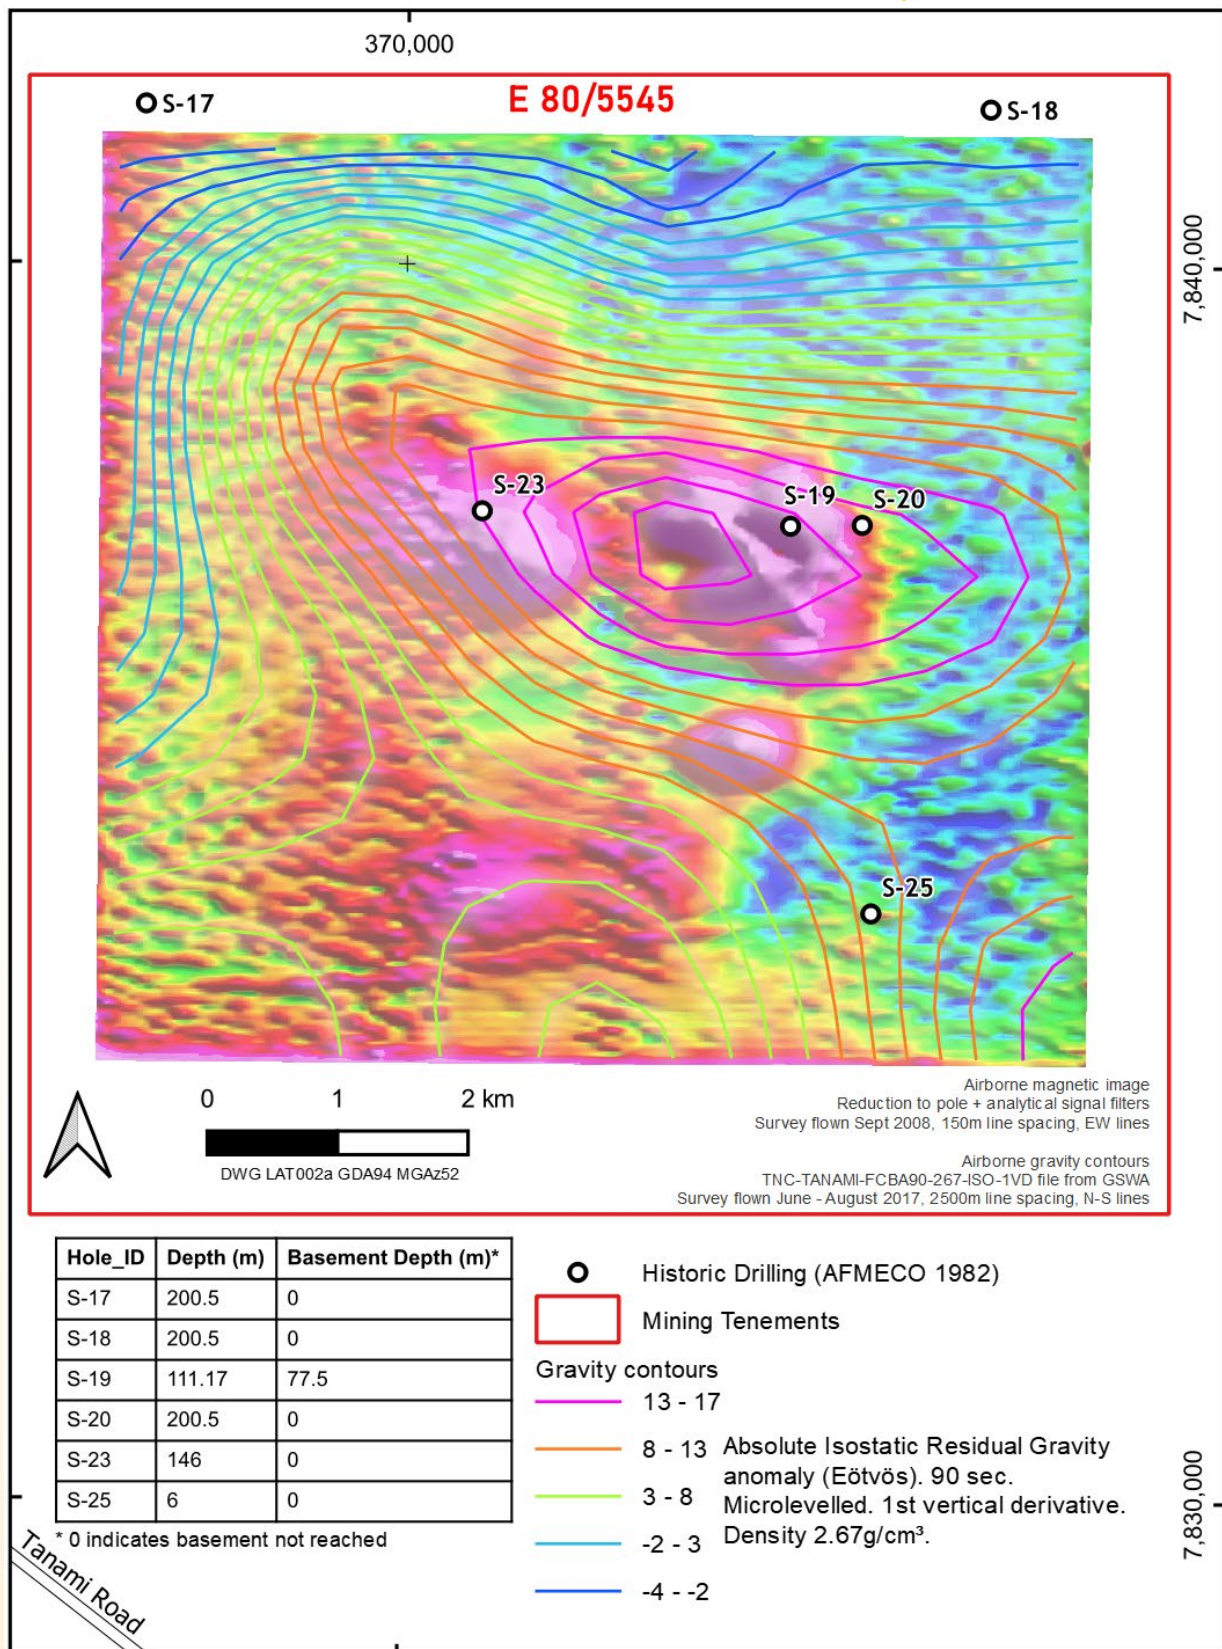 370,000
S-17
E 80/5545
S-18
7,840,000
S-23
S-19
S-20
S-25
0 1 2 km
DWG LAT002a GDA94 MGAz52
Airborne magnetic image
Reduction to pole + analytical signal filters
Survey flown Sept 2008, 150m line spacing, EW lines
Airborne gravity contours
TNC-TANAMI-FCBA90-267-ISO-1VD file from GSWA
Survey flown June - August 2017, 2500m line spacing, N-S lines
Hole_ID Depth (m) Basement Depth (m)*
S-17 200.5 0
S-18 200.5 0
S-19 111.17 77.5
S-20 200.5 0
S-23 146 0
S-25 6 0
* 0 indicates basement not reached
Tanami Road
Historic Drilling (AFMECO 1982)
Mining Tenements
Gravity contours
13 - 17
8 - 13
3 - 8
-2 - 3
-4 - -2
Absolute Isostatic Residual Gravity
anomaly (Eötvös). 90 sec.
Microlevelled. 1st vertical derivative.
Density 2.67g/cm³.
7,830,000